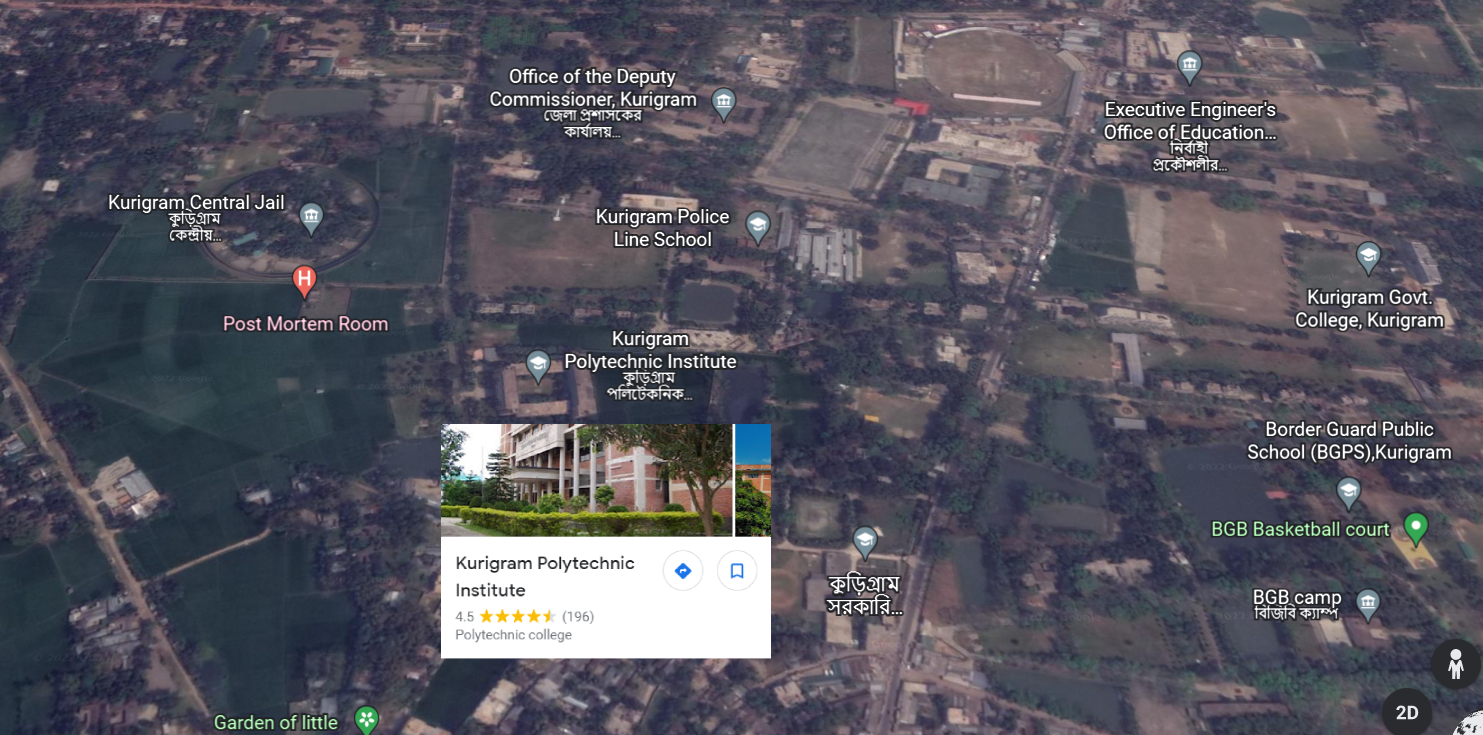 Office of the Deputy
Commissioner, Kurigram
জেলা প্রশাসকের
কার্যালয়...
Executive Engineer's
Office of Education...
নির্বাহী
প্রকৌশলীর...
Kurigram Central Jail
কুড়িগ্রাম
কেন্দ্রীয়...
Kurigram Police
Line School
Kurigram Govt.
College, Kurigram
Post Mortem Room
Kurigram
Polytechnic Institute
কুড়িগ্রাম
পলিটেকনিক...
Border Guard Public
School (BGPS),Kurigram
BGB Basketball court
Kurigram Polytechnic
Institute
4.5 (196)
Polytechnic college
কুড়িগ্রাম
সরকারি...
BGB camp
বিজিবি ক্যাম্প
Garden of little
2D